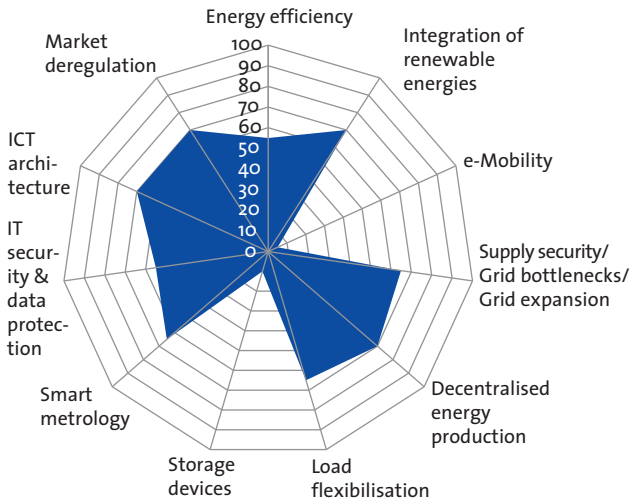 Energy efficiency
100
90
80
70
60
50
40
30
20
10
0
Integration of
renewable
energies
e-Mobility
Supply security/
Grid bottlenecks/
Grid expansion
Decentralised
energy
production
Load
flexibilisation
Storage
devices
Smart
metrology
IT
secur-
ity &
data
protec-
tion
ICT
archi-
tecture
Market
deregulation